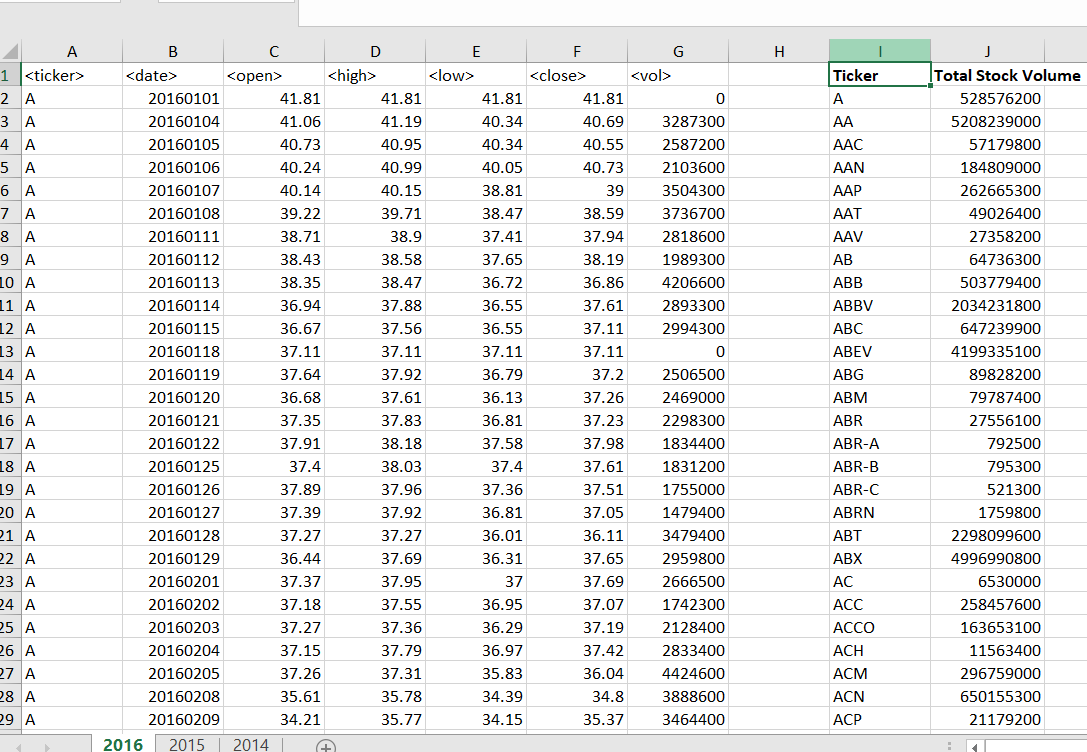 A B C D E F G H I J
1 <ticker> <date> <open> <high> <low> <close> <vol> Ticker Total Stock Volume
2 A 20160101 41.81 41.81 41.81 41.81 0 A 528576200
3 A 20160104 41.06 41.19 40.34 40.69 3287300 AA 5208239000
4 A 20160105 40.73 40.95 40.34 40.55 2587200 AAC 57179800
5 A 20160106 40.24 40.99 40.05 40.73 2103600 AAN 184809000
6 A 20160107 40.14 40.15 38.81 39 3504300 AAP 262665300
7 A 20160108 39.22 39.71 38.47 38.59 3736700 AAT 49026400
8 A 20160111 38.71 38.9 37.41 37.94 2818600 AAV 27358200
9 A 20160112 38.43 38.58 37.65 38.19 1989300 AB 64736300
10 A 20160113 38.35 38.47 36.72 36.86 4206600 ABB 503779400
11 A 20160114 36.94 37.88 36.55 37.61 2893300 ABBV 2034231800
12 A 20160115 36.67 37.56 36.55 37.11 2994300 ABC 647239900
13 A 20160118 37.11 37.11 37.11 37.11 0 ABEV 4199335100
14 A 20160119 37.64 37.92 36.79 37.2 2506500 ABG 89828200
15 A 20160120 36.68 37.61 36.13 37.26 2469000 ABM 79787400
16 A 20160121 37.35 37.83 36.81 37.23 2298300 ABR 27556100
17 A 20160122 37.91 38.18 37.58 37.98 1834400 ABR-A 792500
18 A 20160125 37.4 38.03 37.4 37.61 1831200 ABR-B 795300
19 A 20160126 37.89 37.96 37.36 37.51 1755000 ABR-C 521300
20 A 20160127 37.39 37.92 36.81 37.05 1479400 ABRN 1759800
21 A 20160128 37.27 37.27 36.01 36.11 3479400 ABT 2298099600
22 A 20160129 36.44 37.69 36.31 37.65 2959800 ABX 4996990800
23 A 20160201 37.37 37.95 37 37.69 2666500 AC 6530000
24 A 20160202 37.18 37.55 36.95 37.07 1742300 ACC 258457600
25 A 20160203 37.27 37.36 36.29 37.19 2128400 ACCO 163653100
26 A 20160204 37.15 37.79 36.97 37.42 2833400 ACH 11563400
27 A 20160205 37.26 37.31 35.83 36.04 4424600 ACM 296759000
28 A 20160208 35.61 35.78 34.39 34.8 3888600 ACN 650155300
29 A 20160209 34.21 35.77 34.15 35.37 3464400 ACP 21179200
2016 2015 2014